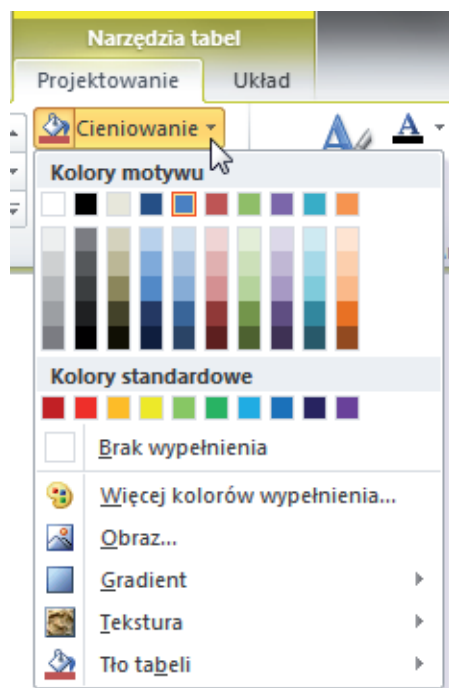 Narzędzia tabel
Projektowanie Układ
Cieniowanie
Kolory motywu
Kolory standardowe
Brak wypełnienia
Więcej kolorów wypełnienia...
Obraz...
Gradient
Tekstura
Tło tabeli